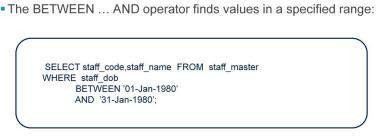 ▪The BETWEEN … AND operator finds values in a specified range:
SELECT staff_code,staff_name FROM staff_master
WHERE staff_dob
BETWEEN '01-Jan-1980'
AND '31-Jan-1980';